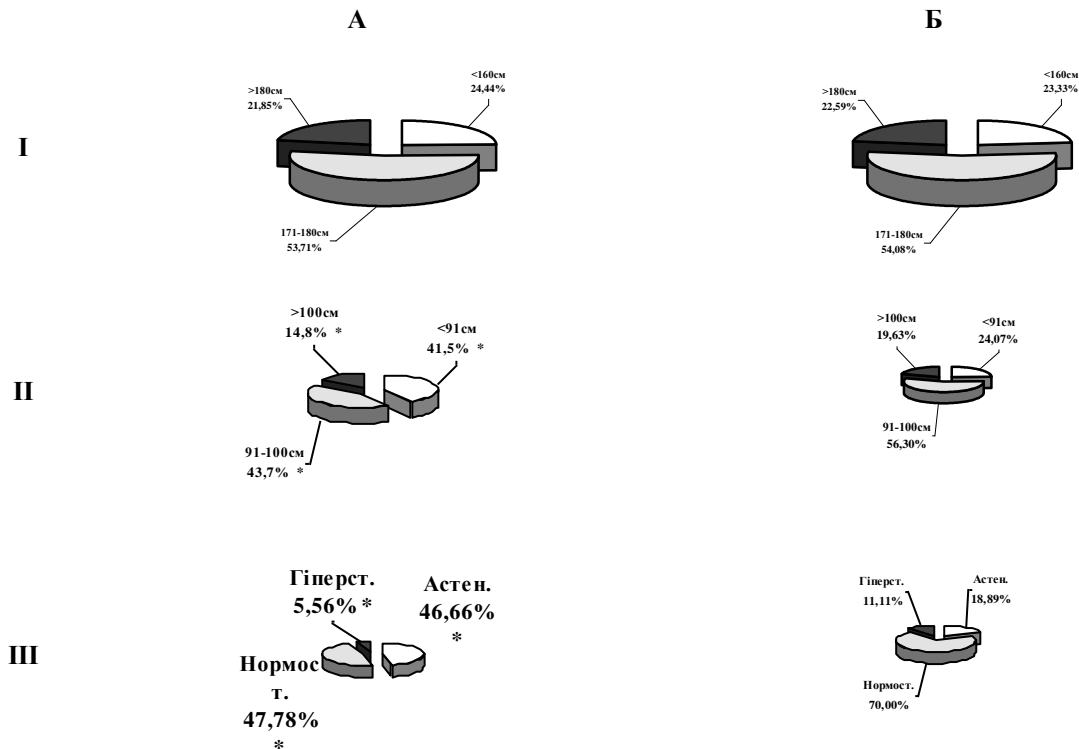 А
Б
I
>180см
21,85%
<160см
24,44%
171-180см
53,71%
>180см
22,59%
<160см
23,33%
171-180см
54,08%
II
>100см
14,8% *
<91см
41,5% *
91-100см
43,7% *
>100см
19,63%
<91см
24,07%
91-100см
56,30%
III
Гіперст.
5,56% *
Астен.
46,66%
*
Нормос
т.
47,78%
*
Гіперст.
11,11%
Астен.
18,89%
Нормост.
70,00%